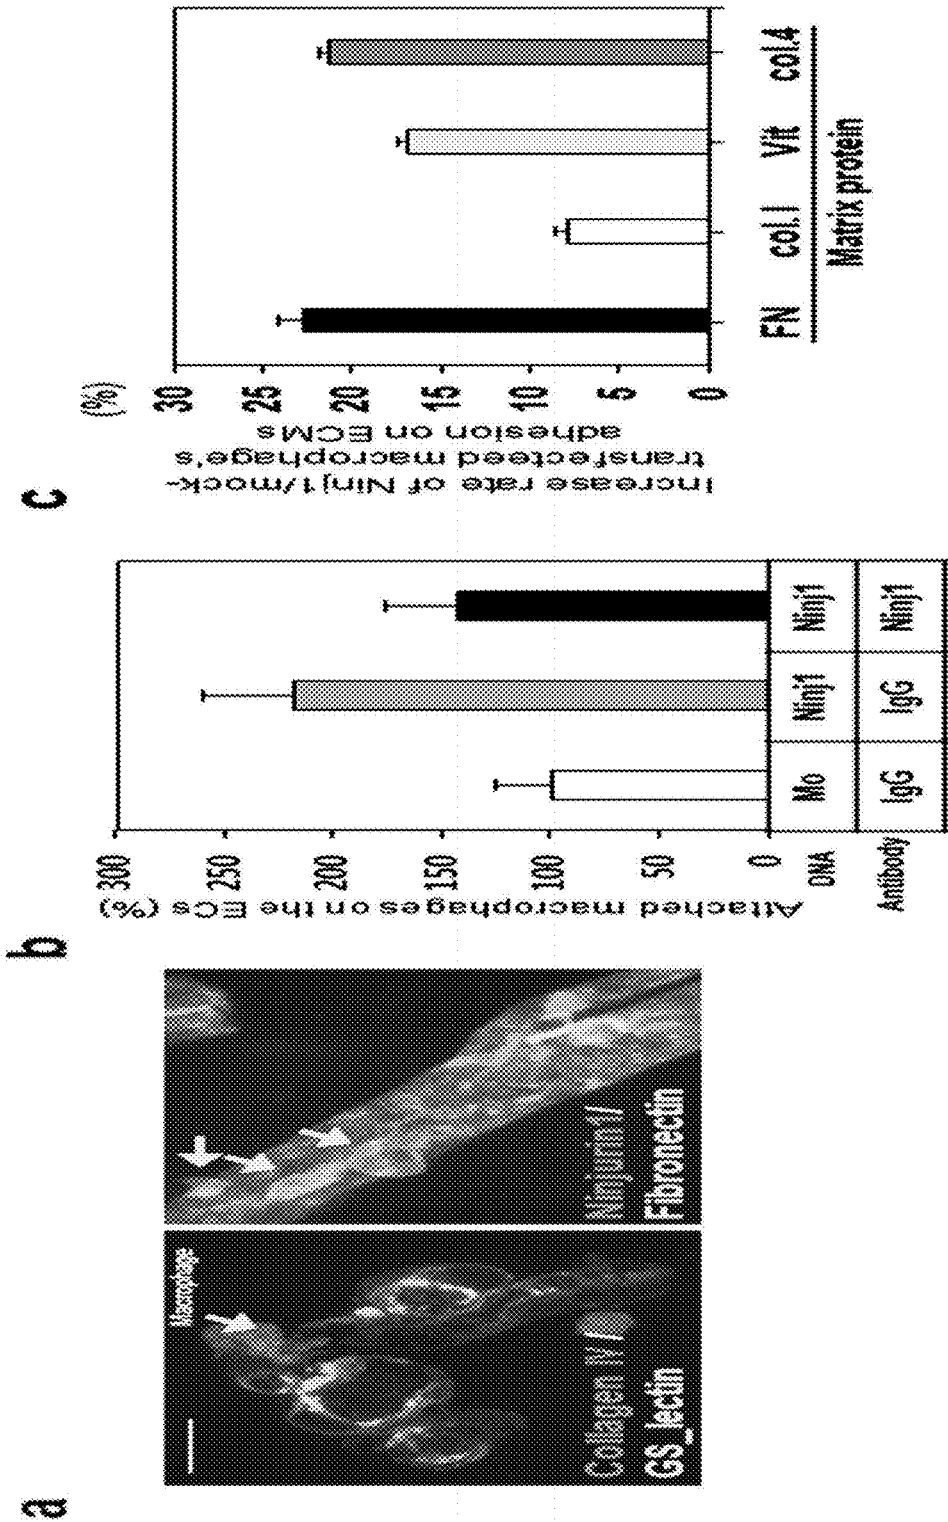 a
Macrophage
Collagen IV /
GS_lectin
Ninjurin1/
Fibronectin
b
Attached macrophages on the ECs (%)
300
250
200
150
100
50
0
DNA Mo Ninj1 Ninj1
Antibody IgG IgG Ninj1
c
(%)
Increase rate of Ninj1/mock-
transfecteed macrophage's
adhesion on ECMs
30
25
20
15
10
5
0
FN col.I Vit col.4
Matrix protein